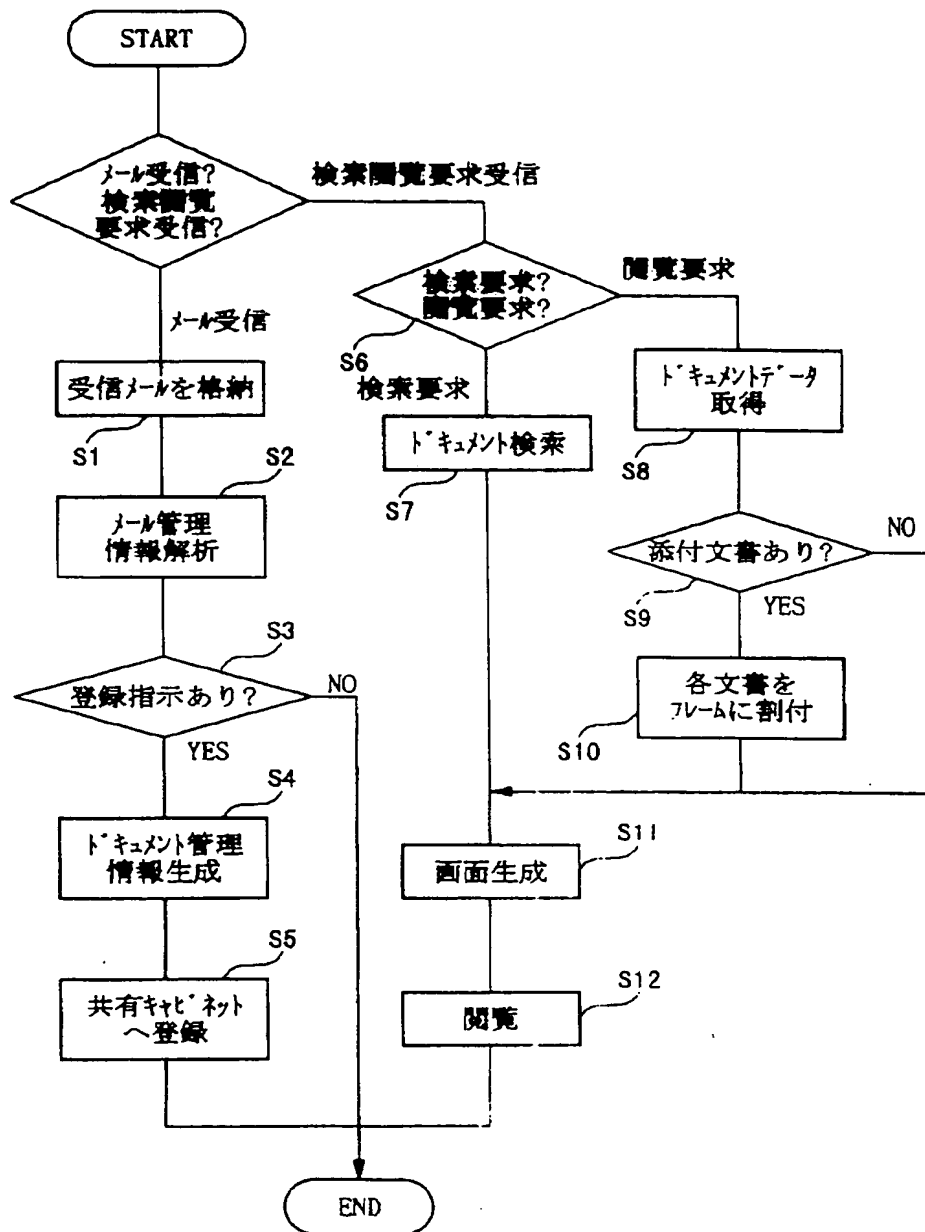 START
メール受信?
検索閲覧
要求受信?
検索閲覧要求受信
メール受信
検索要求?
閲覧要求?
閲覧要求
S6
検索要求
受信メールを格納
S1
S2
メール管理
情報解析
ドキュメント検索
S7
ドキュメントデータ
取得
S8
添付文書あり?
NO
S9
YES
S3
登録指示あり?
NO
YES
各文書を
フレームに割付
S10
S4
ドキュメント管理
情報生成
S11
画面生成
S5
共有キャビネット
へ登録
S12
閲覧
END